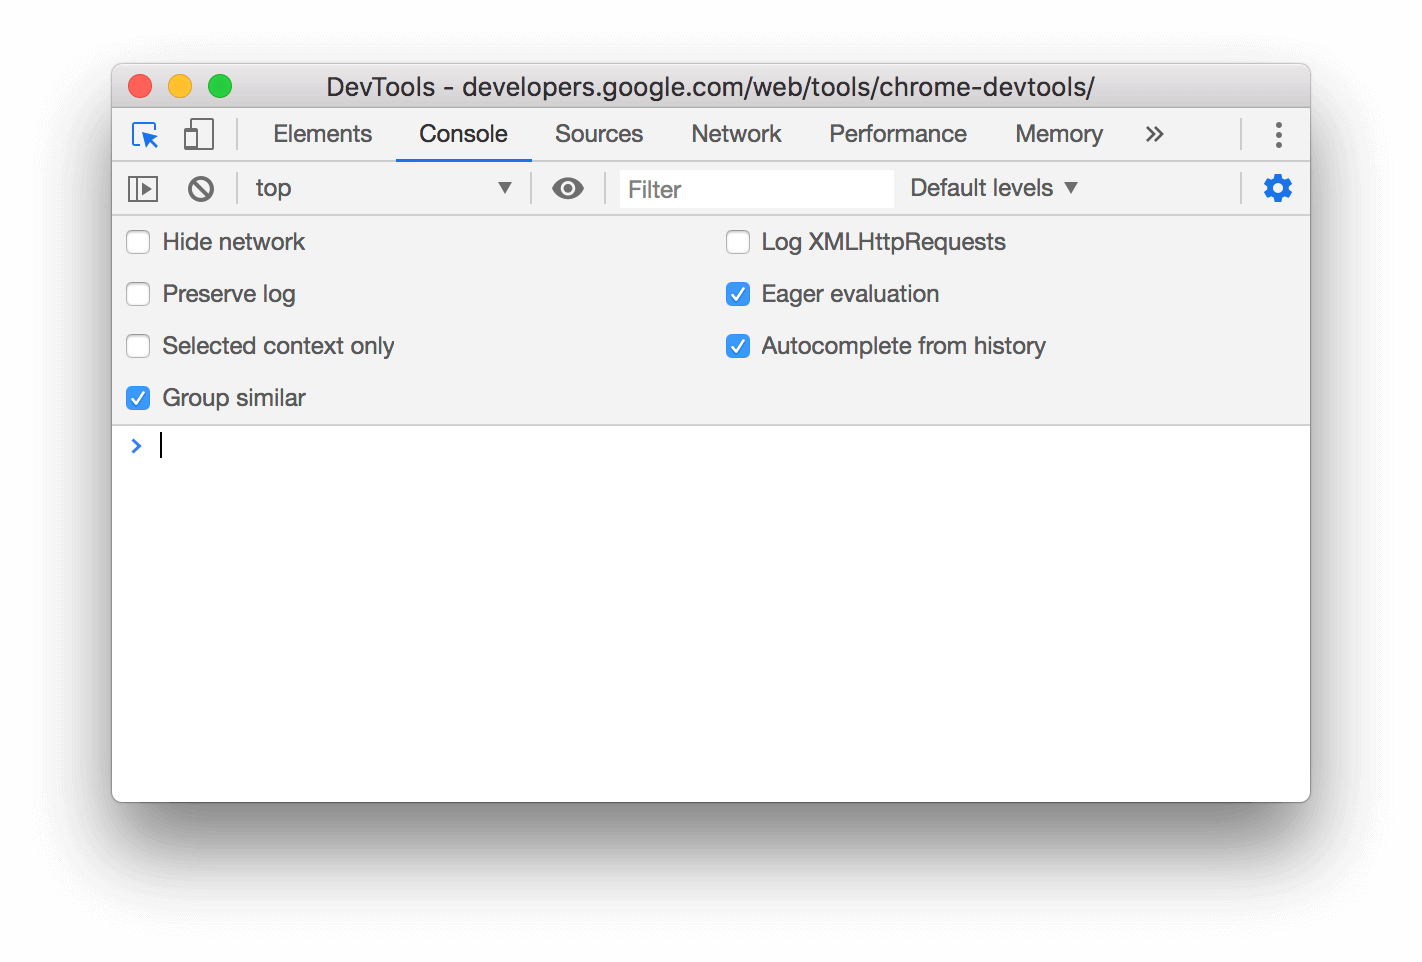 DevTools - developers.google.com/web/tools/chrome-devtools/
Elements Console Sources Network Performance Memory
top Filter Default levels
Hide network Log XMLHttpRequests
Preserve log Eager evaluation
Selected context only Autocomplete from history
Group similar